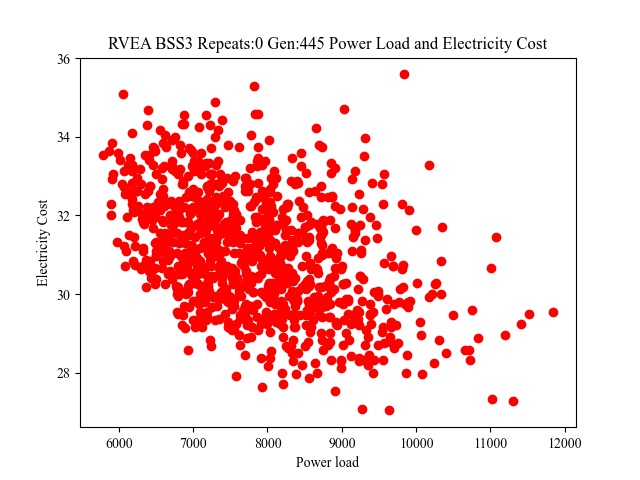 RVEA BSS3 Repeats:0 Gen:445 Power Load and Electricity Cost
36
34
32
30
28
Electricity Cost
6000 7000 8000 9000 10000 11000 12000
Power load